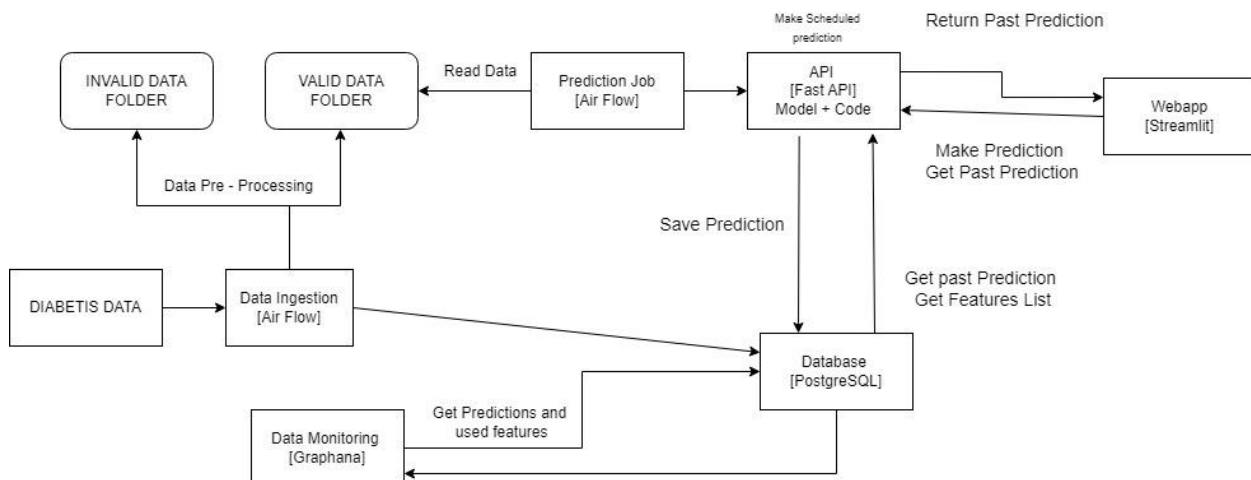 Make Scheduled
prediction
Return Past Prediction
INVALID DATA
FOLDER
VALID DATA
FOLDER
Read Data
Prediction Job
[Air Flow]
API
[Fast API]
Model + Code
Webapp
[Streamlit]
Make Prediction
Get Past Prediction
Data Pre - Processing
Save Prediction
DIABETIS DATA
Data Ingestion
[Air Flow]
Get past Prediction
Get Features List
Database
[PostgreSQL]
Get Predictions and
used features
Data Monitoring
[Graphana]